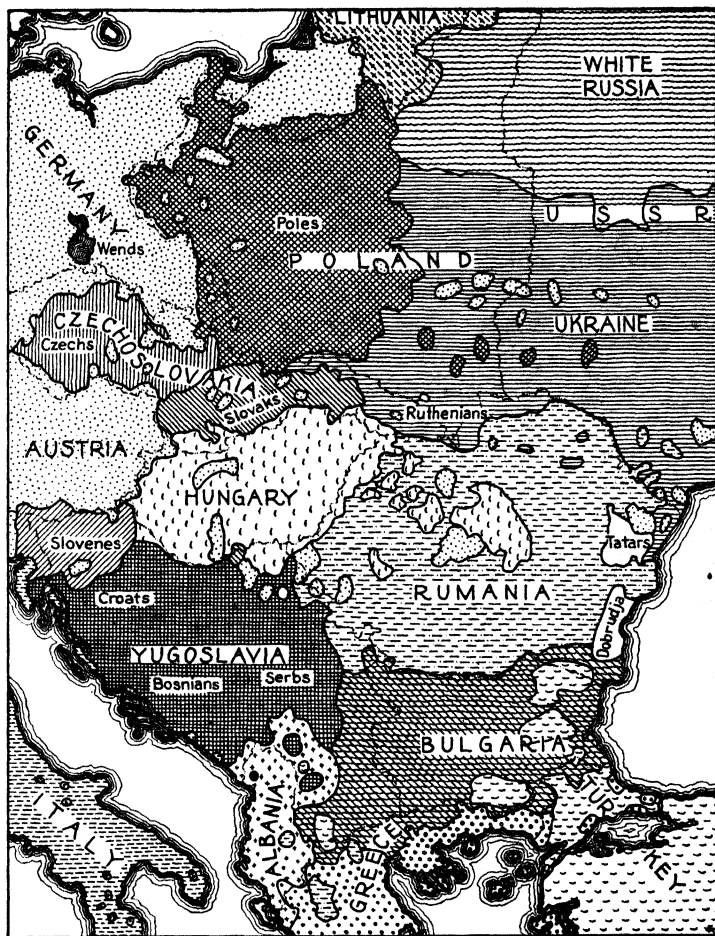 LITHUANIA
WHITE
RUSSIA
GERMANY
Wends
Poles
POLAND
U S S R
UKRAINE
CZECHOSLOVAKIA
Czechs
Slovaks
Ruthenians
AUSTRIA
HUNGARY
Slovenes
Tatars
RUMANIA
Dobrudja
Croats
YUGOSLAVIA
Bosnians
Serbs
BULGARIA
ITALY
ALBANIA
GREECE
TURKEY